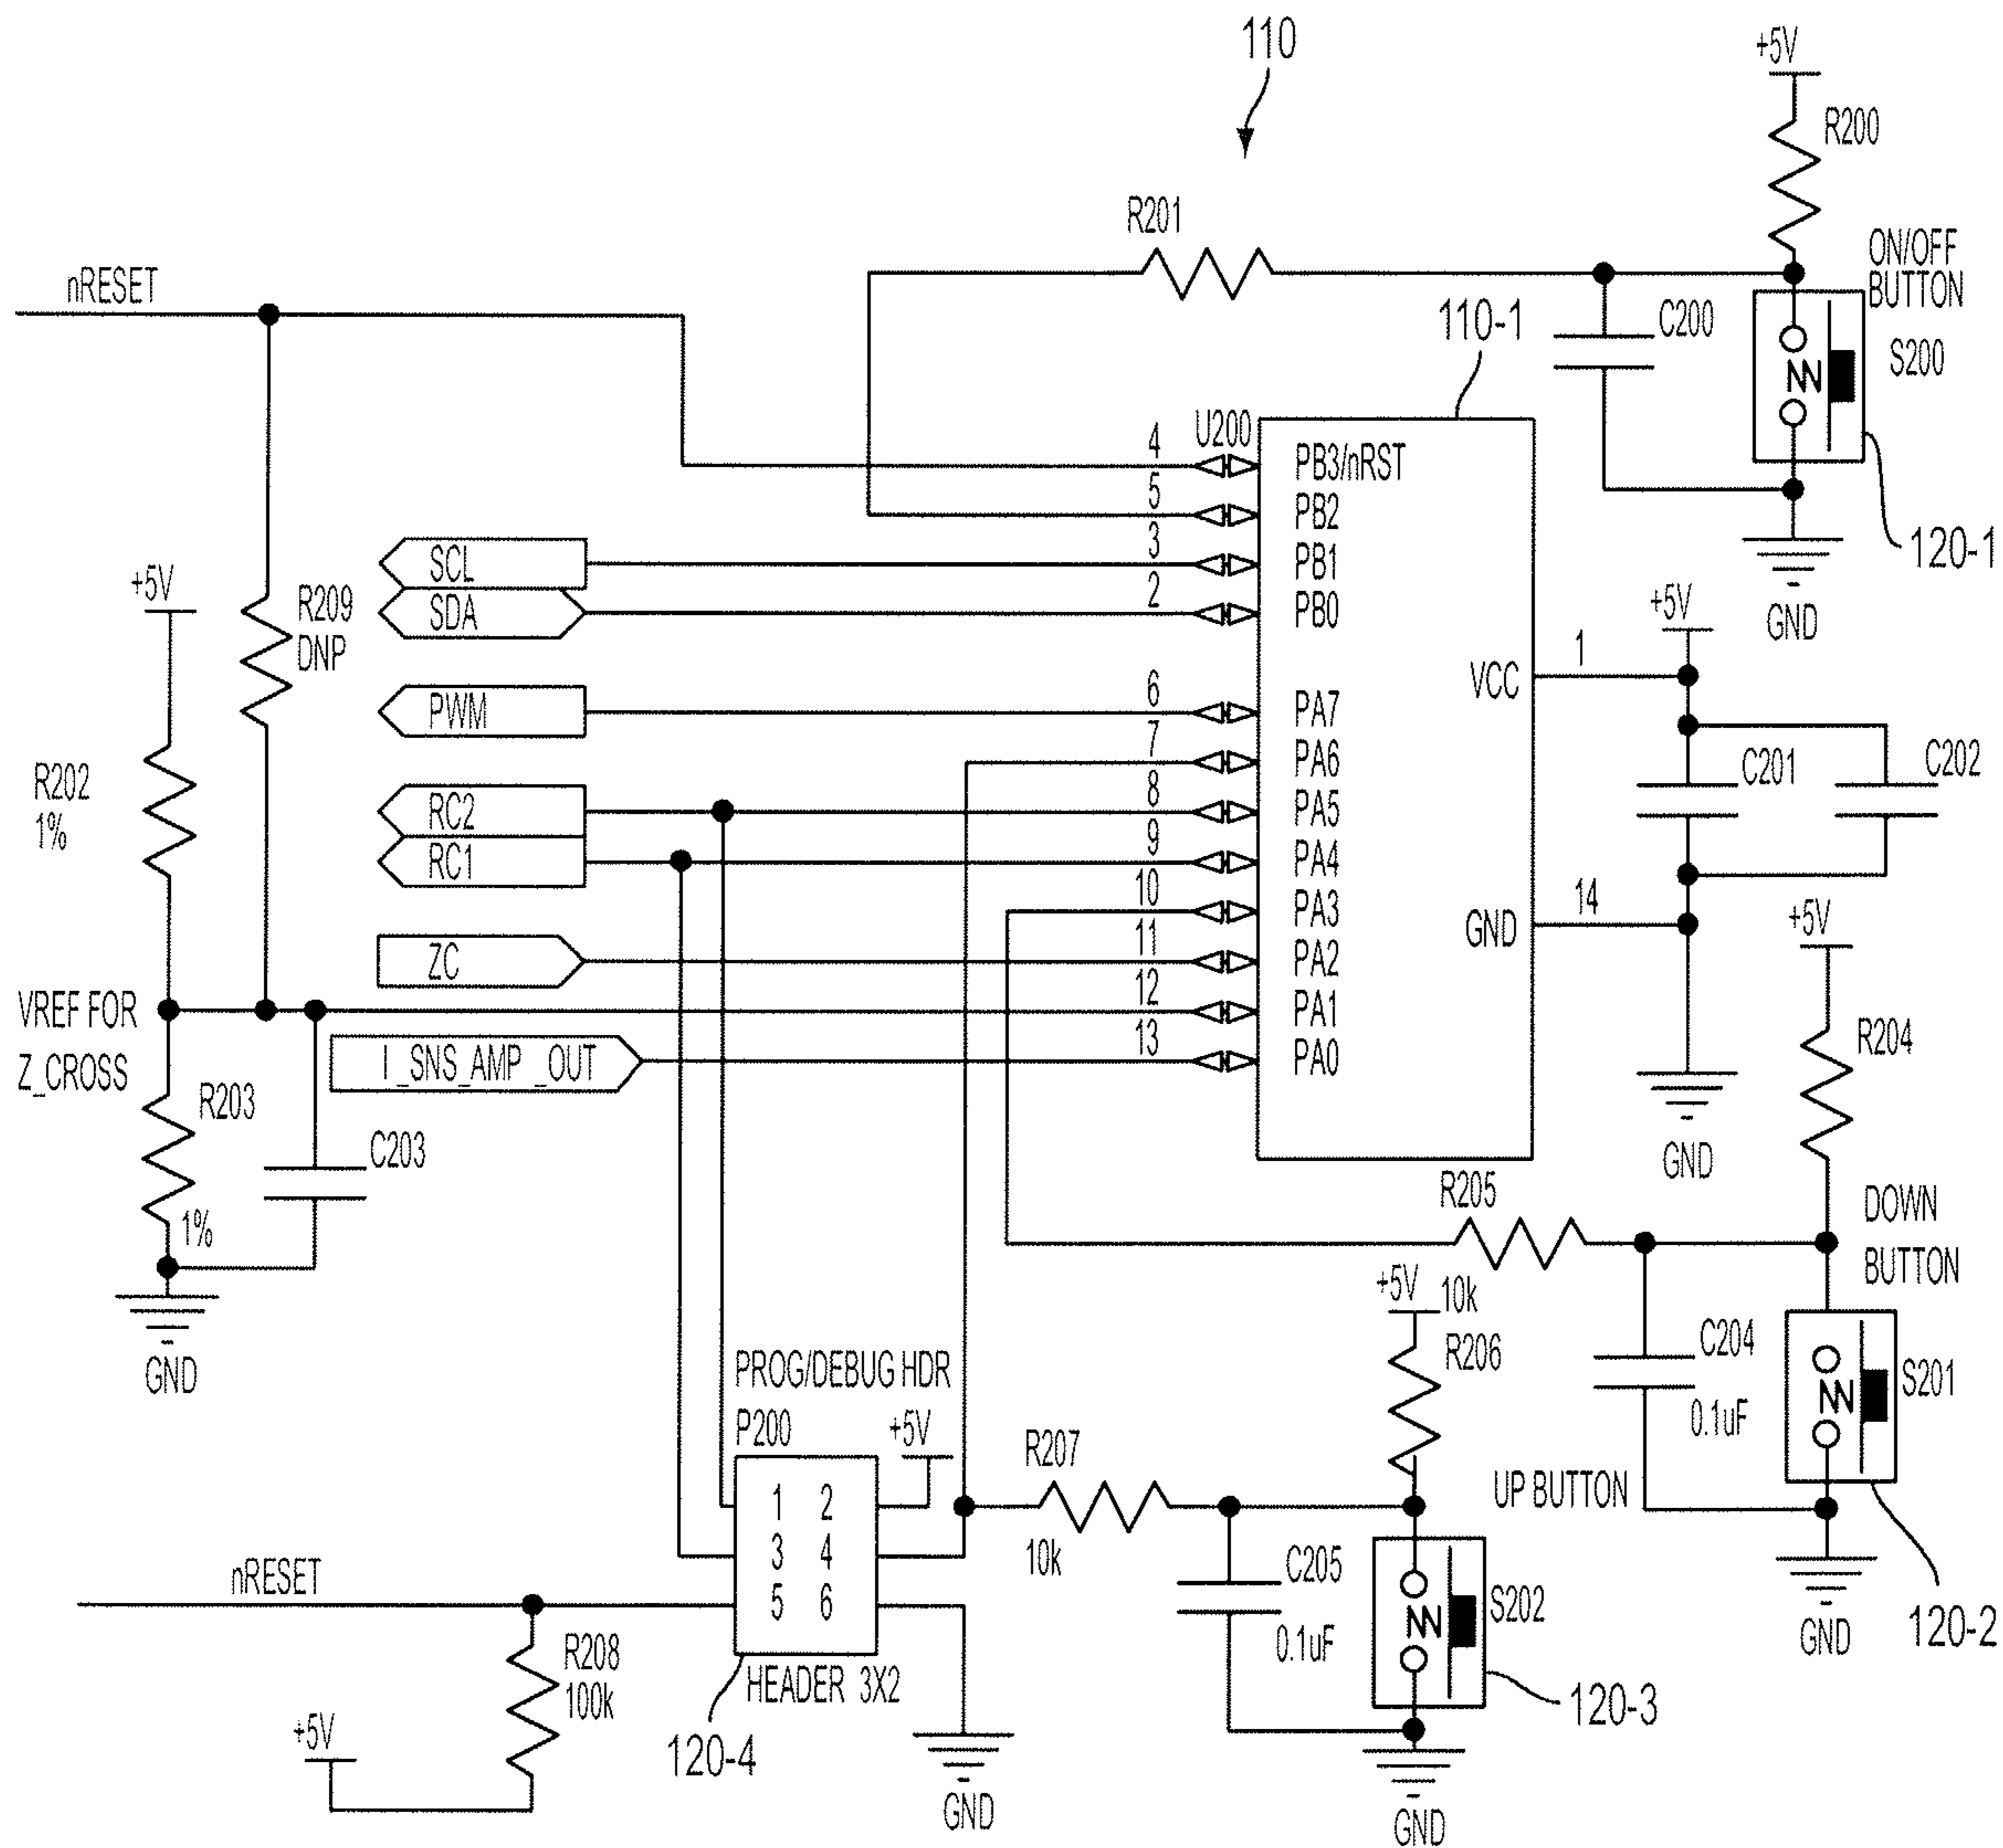 110
+5V
R200
R201
ON/OFF
BUTTON
nRESET
110-1
C200
S200
U200
4
PB3/nRST
5
PB2
3
SCL
PB1
120-1
2
SDA
PB0
+5V
R209
DNP
+5V
GND
1
VCC
6
PWM
PA7
7
PA6
R202
1%
C201
C202
8
RC2
PA5
9
RC1
PA4
10
PA3
14
GND
+5V
11
ZC
PA2
VREF FOR
Z_CROSS
12
PA1
13
I_SNS_AMP_OUT
PA0
R204
R203
1%
C203
GND
R205
10k
DOWN
BUTTON
+5V
R206
GND
PROG/DEBUG HDR
P200
+5V
C204
0.1uF
S201
R207
10k
UP BUTTON
1 2
3 4
5 6
nRESET
C205
0.1uF
S202
GND
120-2
R208
100k
HEADER 3X2
120-3
+5V
120-4
GND
GND